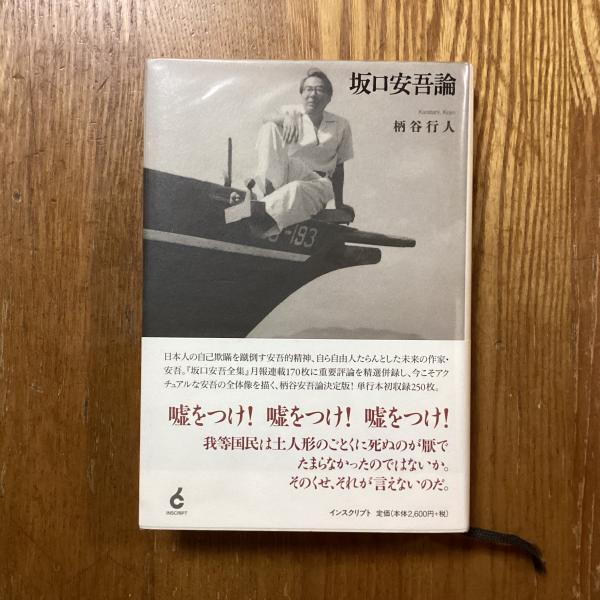 坂口安吾論
Karatani, Kojin
柄谷行人
-193
日本人の自己欺瞞を蹴倒す安吾的精神、自ら自由人たらんとした未来の作家・
安吾。『坂口安吾全集』月報連載170枚に重要評論を精選併録し、今こそアク
チュアルな安吾の全体像を描く、柄谷安吾論決定版！単行本初収録250枚。
嘘をつけ！嘘をつけ！嘘をつけ！
我等国民は土人形のごとくに死ぬのが厭で
たまらなかったのではないか。
そのくせ、それが言えないのだ。
INSCRIPT
インスクリプト 定価(本体2,600円+税)